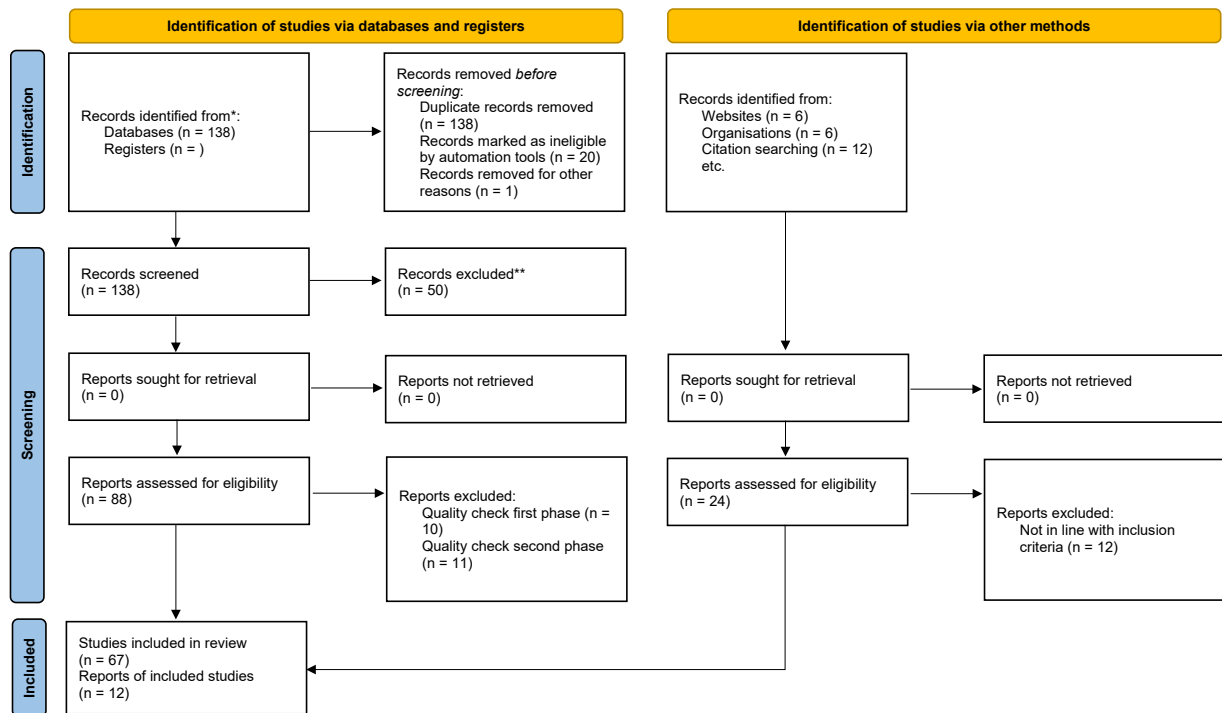 Identification of studies via databases and registers
Identification of studies via other methods
Identification
Records identified from*:
Databases (n = 138)
Registers (n = )
Records removed before
screening:
Duplicate records removed
(n = 138)
Records marked as ineligible
by automation tools (n = 20)
Records removed for other
reasons (n = 1)
Records identified from:
Websites (n = 6)
Organisations (n = 6)
Citation searching (n = 12)
etc.
Screening
Records screened
(n = 138)
Records excluded**
(n = 50)
Reports sought for retrieval
(n = 0)
Reports not retrieved
(n = 0)
Reports sought for retrieval
(n = 0)
Reports not retrieved
(n = 0)
Reports assessed for eligibility
(n = 88)
Reports excluded:
Quality check first phase (n =
10)
Quality check second phase
(n = 11)
Reports assessed for eligibility
(n = 24)
Reports excluded:
Not in line with inclusion
criteria (n = 12)
Included
Studies included in review
(n = 67)
Reports of included studies
(n = 12)